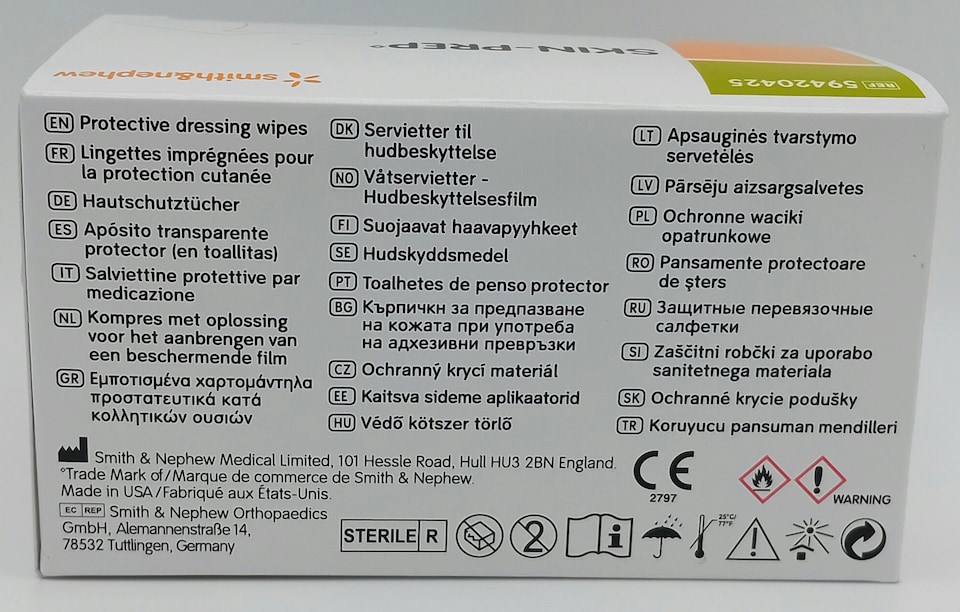 SKIN-PREP°
smith&nephew
REF 59420425
EN Protective dressing wipes
FR Lingettes imprégnées pour
la protection cutanée
DE Hautschutztücher
ES Apósito transparente
protector (en toallitas)
IT Salviettine protettive par
medicazione
NL Kompres met oplossing
voor het aanbrengen van
een beschermende film
GR Εμποτισμένα χαρτομάντηλα
προστατευτικά κατά
κολλητικών ουσιών
DK Servietter til
hudbeskyttelse
NO Våtservietter -
Hudbeskyttelsesfilm
FI Suojaavat haavapyyhkeet
SE Hudskyddsmedel
PT Toalhetes de penso protector
BG Кърпички за предпазване
на кожата при употреба
на адхезивни превръзки
CZ Ochranný krycí materiál
EE Kaitsva sideme aplikaatorid
HU Védő kötszer törlő
LT Apsauginės tvarstymo
servetėlės
LV Pārsēju aizsargsalvetes
PL Ochronne waciki
opatrunkowe
RO Pansamente protectoare
de şters
RU Защитные перевязочные
салфетки
SI Zaščitni robčki za uporabo
sanitetnega materiala
SK Ochranné krycie podušky
TR Koruyucu pansuman mendilleri
Smith & Nephew Medical Limited, 101 Hessle Road, Hull HU3 2BN England.
°Trade Mark of/Marque de commerce de Smith & Nephew.
Made in USA/Fabriqué aux États-Unis.
EC REP Smith & Nephew Orthopaedics
GmbH, Alemannenstraße 14,
78532 Tuttlingen, Germany
CE
2797
WARNING
STERILE R
2
i
25°C/
77°F